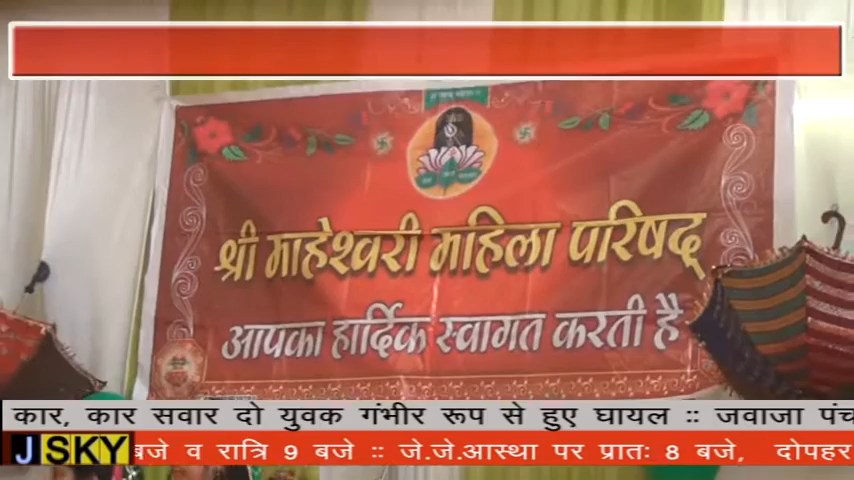 श्री माहेश्वरी महिला परिषद्
आपका हार्दिक स्वागत करती है
कार, कार सवार दो युवक गंभीर रूप से हुए घायल :: जवाजा पंच
JSKY
बजे व रात्रि 9 बजे :: जे.जे.आस्था पर प्रातः 8 बजे, दोपहर